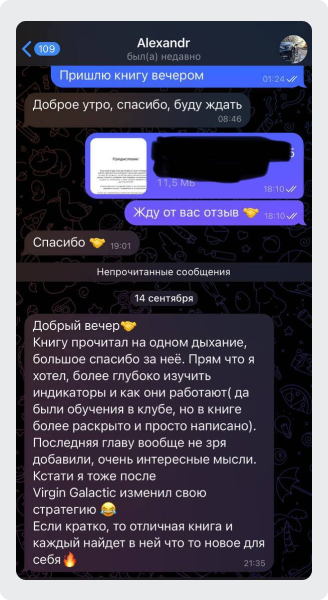 109
Alexandr
был(а) недавно
Пришлю книгу вечером
01:24
Доброе утро, спасибо, буду ждать
08:46
11,5 МБ
18:10
Жду от вас отзыв 🤝
18:10
Спасибо 🤝
19:01
Непрочитанные сообщения
14 сентября
Добрый вечер🤝
Книгу прочитал на одном дыхание,
большое спасибо за неё. Прям что я
хотел, более глубоко изучить
индикаторы и как они работают( да
были обучения в клубе, но в книге
более раскрыто и просто написано).
Последняя главу вообще не зря
добавили, очень интересные мысли.
Кстати я тоже после
Virgin Galactic изменил свою
стратегию 😂
Если кратко, то отличная книга и
каждый найдет в ней что то новое для
себя🔥
21:35